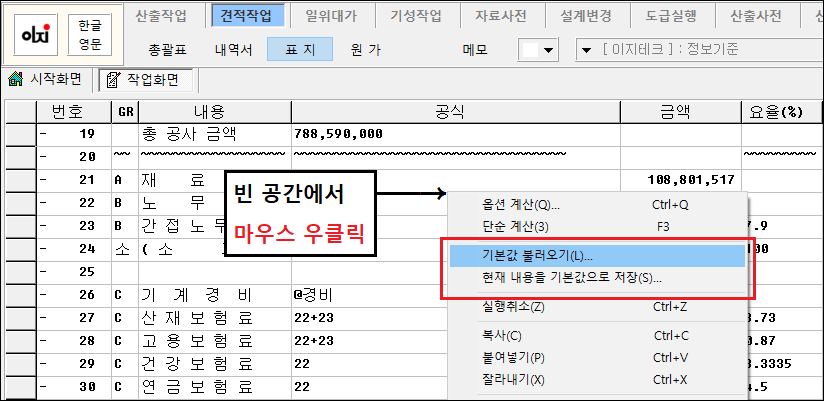 이지
한글
영문
산출작업 견적작업 일위대가 기성작업 자료사전 설계변경 도급실행 산출사전
총괄표 내역서 표 지 원 가 메모 [ 이지테크 ] : 정보기준
시작화면 작업화면
번호 GR 내용 공식 금액 요율(%)
- 19 총 공사 금액 788,590,000
- 20 ~~ ~~~~~~~~~~~~~~~~~~~ ~~~~~~~~~~~~~~~~~~~~~~~~~~~~~~~~~~~~ ~~~~~~~~~~
- 21 A 재 료 108,801,517
- 22 B 노 무
- 23 B 간 접 노 무 7.9
- 24 소 ( 소 100
- 25
- 26 C 기 계 경 비 @경비
- 27 C 산 재 보 험 료 22+23 3.73
- 28 C 고 용 보 험 료 22+23 0.87
- 29 C 건 강 보 험 료 22 3.3335
- 30 C 연 금 보 험 료 22 4.5
빈 공간에서
마우스 우클릭
옵션 계산(Q)... Ctrl+Q
단순 계산(3) F3
기본값 불러오기(L)...
현재 내용을 기본값으로 저장(S)...
실행취소(Z) Ctrl+Z
복사(C) Ctrl+C
붙여넣기(P) Ctrl+V
잘라내기(X) Ctrl+X